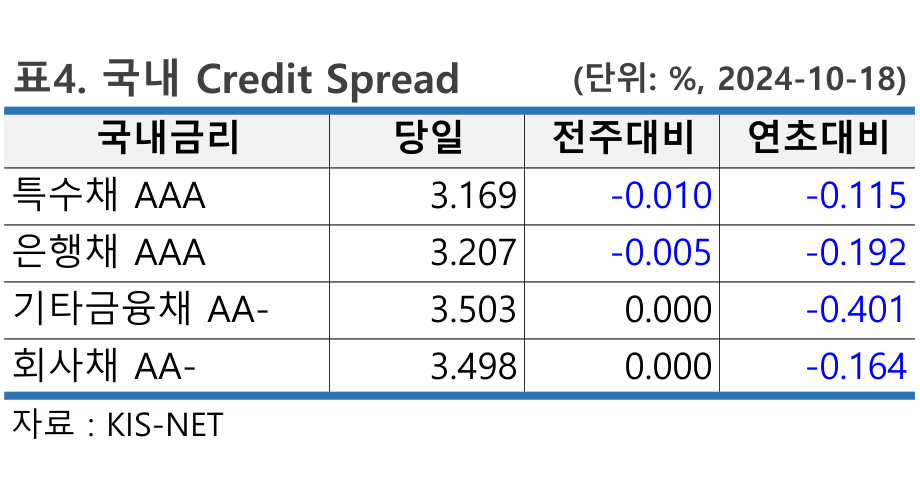 표4. 국내 Credit Spread (단위: %, 2024-10-18)
국내금리 당일 전주대비 연초대비
특수채 AAA 3.169 -0.010 -0.115
은행채 AAA 3.207 -0.005 -0.192
기타금융채 AA- 3.503 0.000 -0.401
회사채 AA- 3.498 0.000 -0.164
자료 : KIS-NET